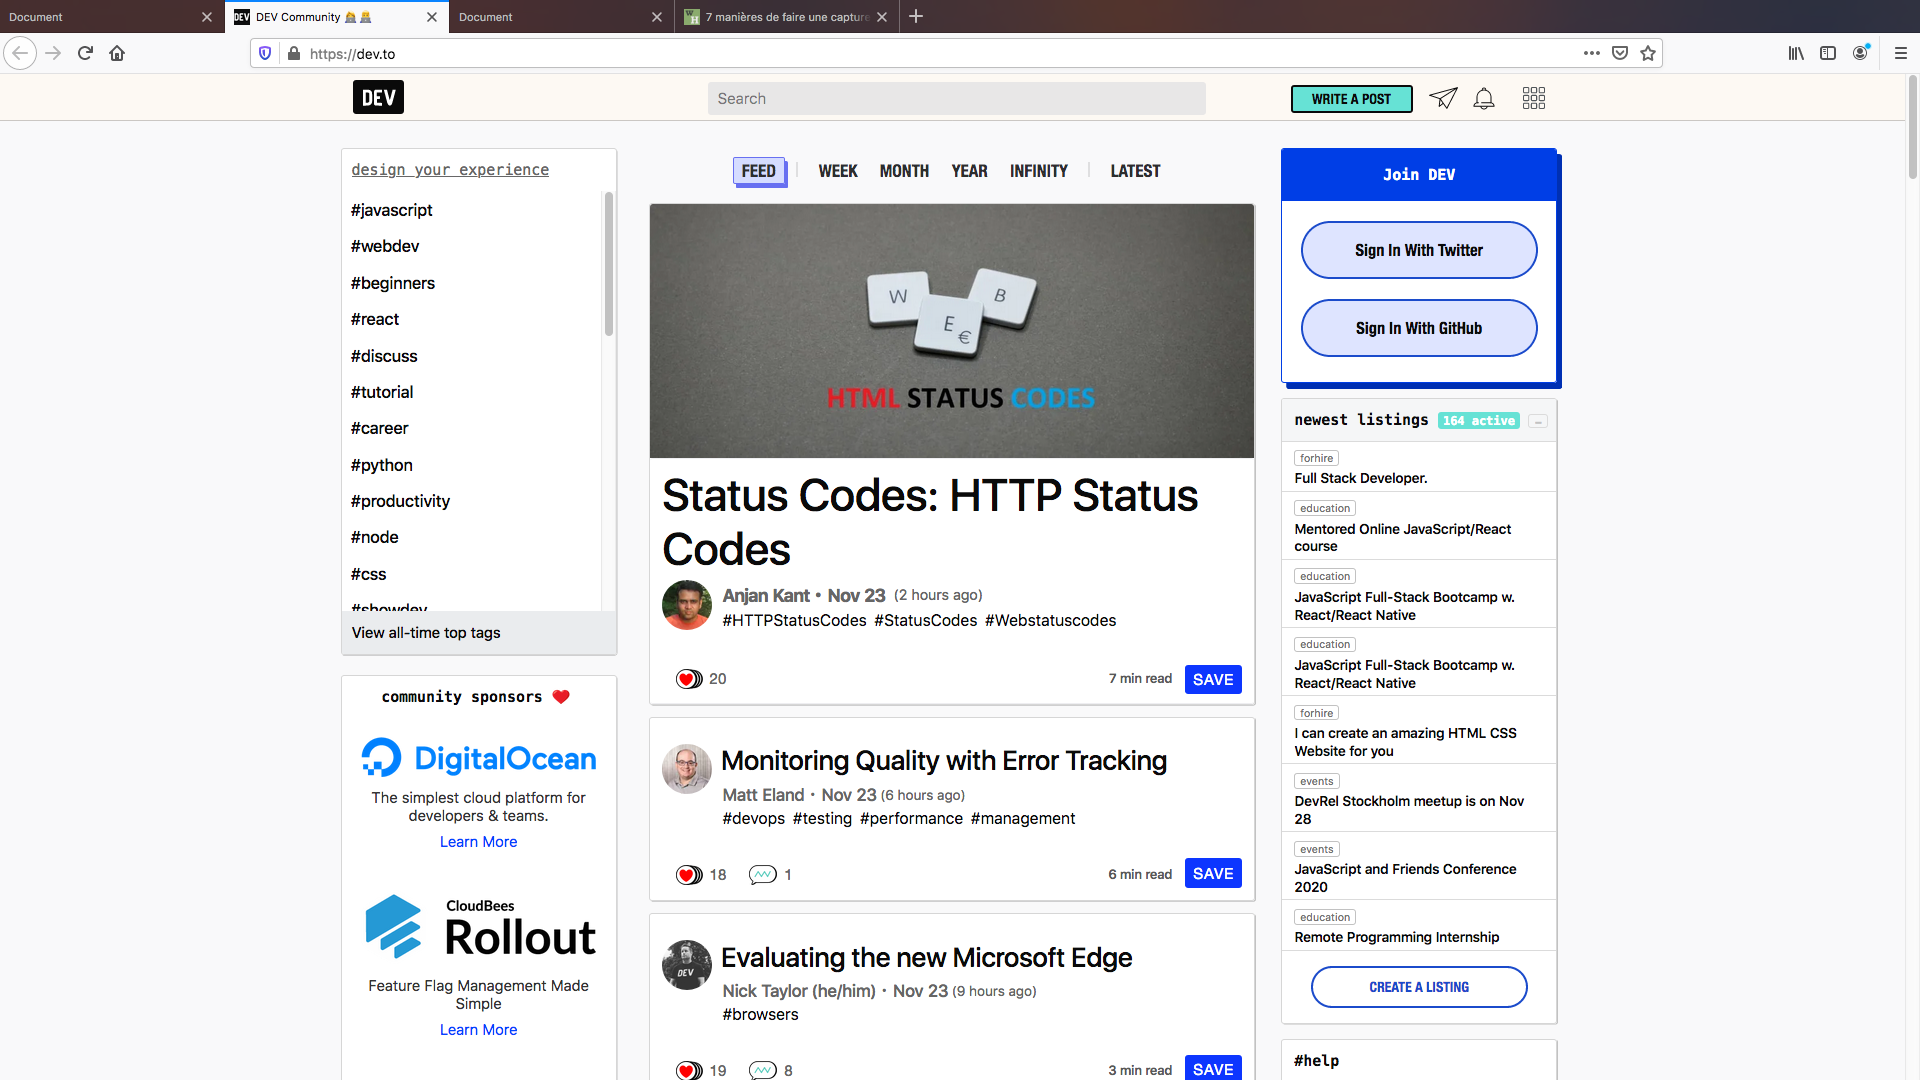 Document
DEV DEV Community
Document
WH 7 manières de faire une capture
https://dev.to
DEV
Search
WRITE A POST
design your experience
#javascript
#webdev
#beginners
#react
#discuss
#tutorial
#career
#python
#productivity
#node
#css
#showdev
View all-time top tags
community sponsors
DigitalOcean
The simplest cloud platform for
developers & teams.
Learn More
CloudBees
Rollout
Feature Flag Management Made
Simple
Learn More
FEED
WEEK
MONTH
YEAR
INFINITY
LATEST
W
B
E €
HTML STATUS CODES
Status Codes: HTTP Status
Codes
Anjan Kant • Nov 23 (2 hours ago)
#HTTPStatusCodes #StatusCodes #Webstatuscodes
20
7 min read
SAVE
Monitoring Quality with Error Tracking
Matt Eland • Nov 23 (6 hours ago)
#devops #testing #performance #management
18
1
6 min read
SAVE
DEV
Evaluating the new Microsoft Edge
Nick Taylor (he/him) • Nov 23 (9 hours ago)
#browsers
19
8
3 min read
SAVE
Join DEV
Sign In With Twitter
Sign In With GitHub
newest listings 164 active
forhire
Full Stack Developer.
education
Mentored Online JavaScript/React
course
education
JavaScript Full-Stack Bootcamp w.
React/React Native
education
JavaScript Full-Stack Bootcamp w.
React/React Native
forhire
I can create an amazing HTML CSS
Website for you
events
DevRel Stockholm meetup is on Nov
28
events
JavaScript and Friends Conference
2020
education
Remote Programming Internship
CREATE A LISTING
#help